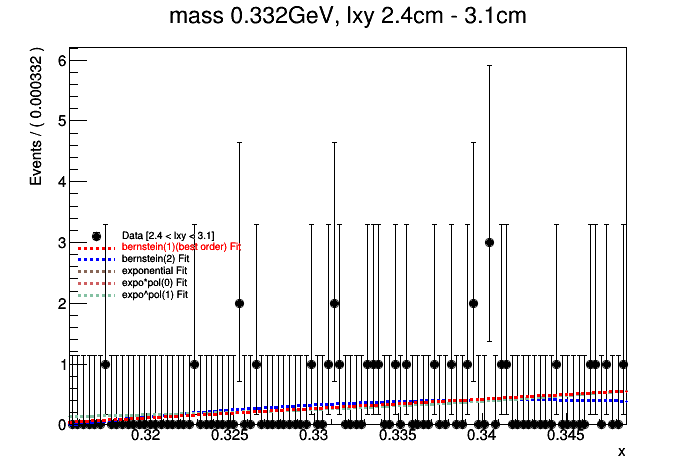 mass 0.332GeV, lxy 2.4cm - 3.1cm
Events / ( 0.000332 )
6
5
4
3
2
1
0
Data [2.4 < lxy < 3.1]
bernstein(1)(best order) Fit
bernstein(2) Fit
exponential Fit
expo*pol(0) Fit
expo^pol(1) Fit
0.32 0.325 0.33 0.335 0.34 0.345
x